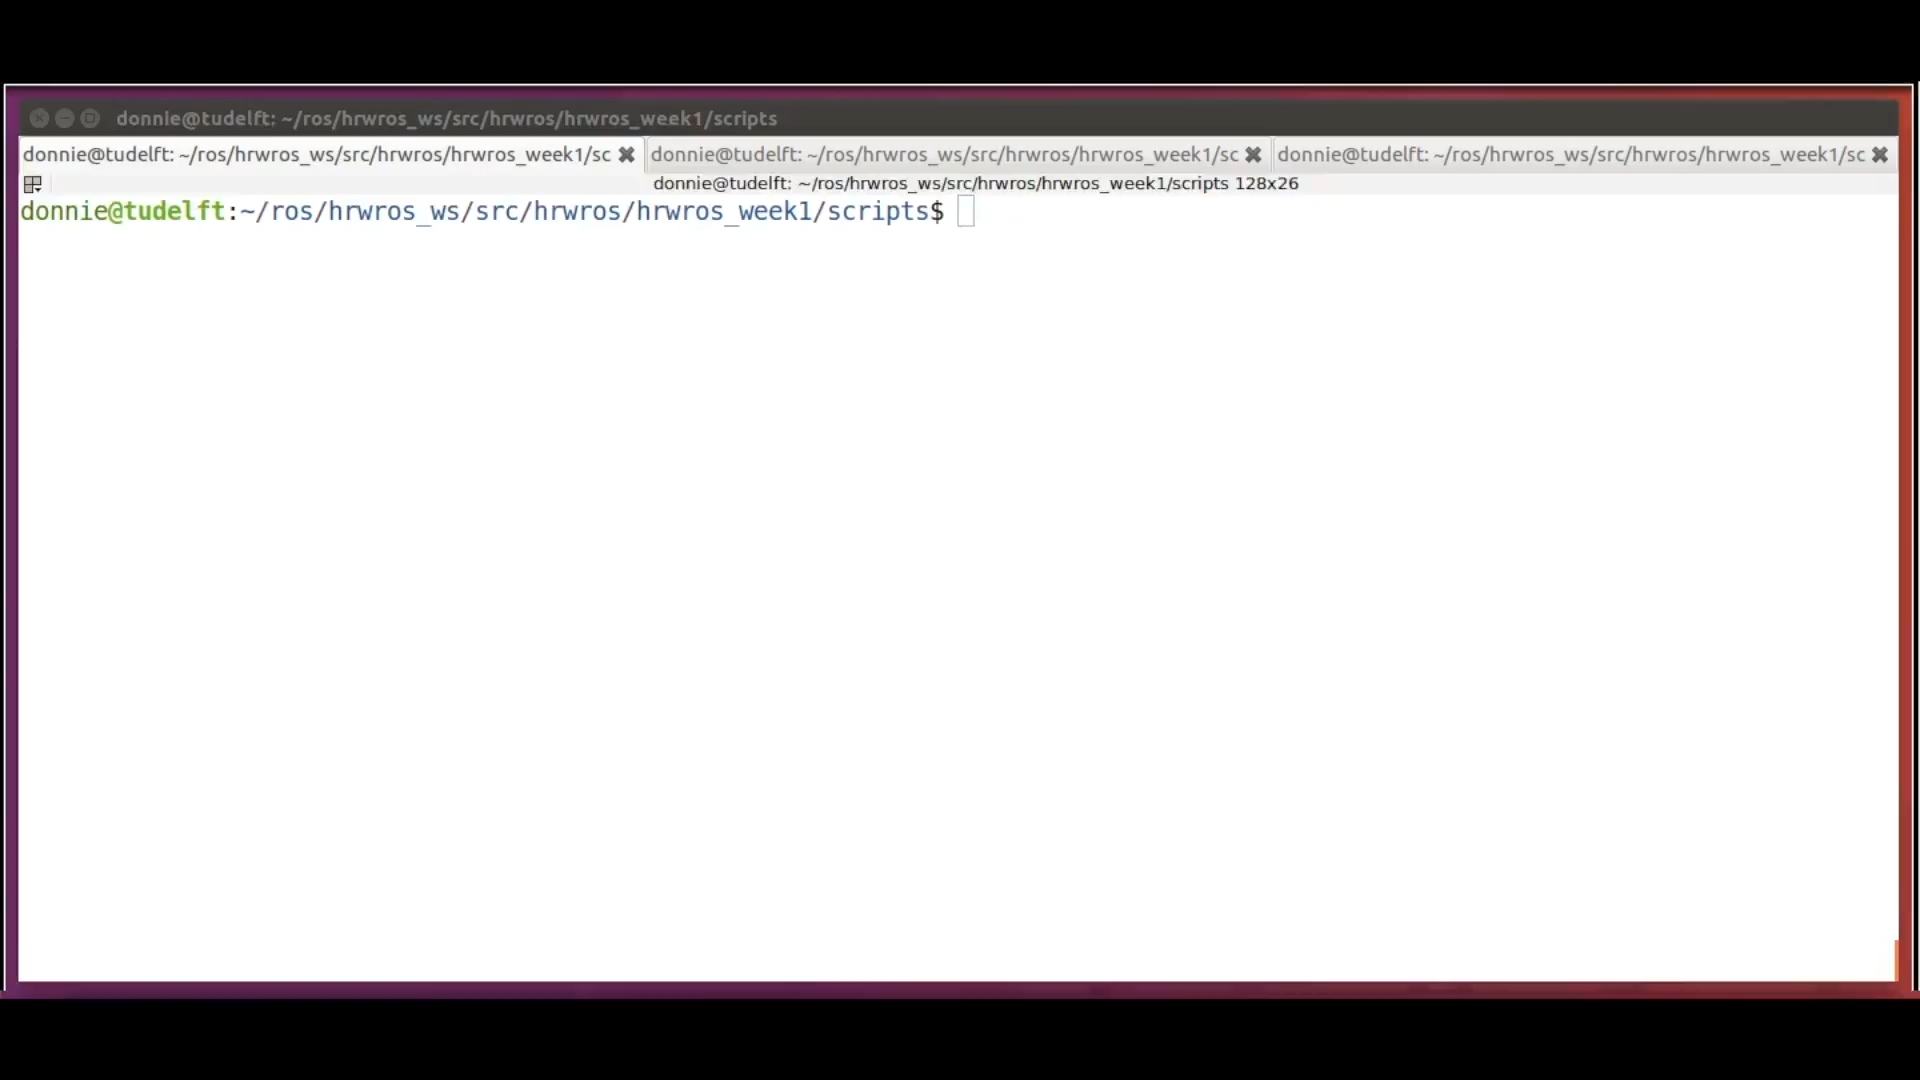 donnie@tudelft: ~/ros/hrwros_ws/src/hrwros/hrwros_week1/scripts
donnie@tudelft: ~/ros/hrwros_ws/src/hrwros/hrwros_week1/sc donnie@tudelft: ~/ros/hrwros_ws/src/hrwros/hrwros_week1/sc donnie@tudelft: ~/ros/hrwros_ws/src/hrwros/hrwros_week1/sc
donnie@tudelft: ~/ros/hrwros_ws/src/hrwros/hrwros_week1/scripts 128x26
donnie@tudelft:~/ros/hrwros_ws/src/hrwros/hrwros_week1/scripts$